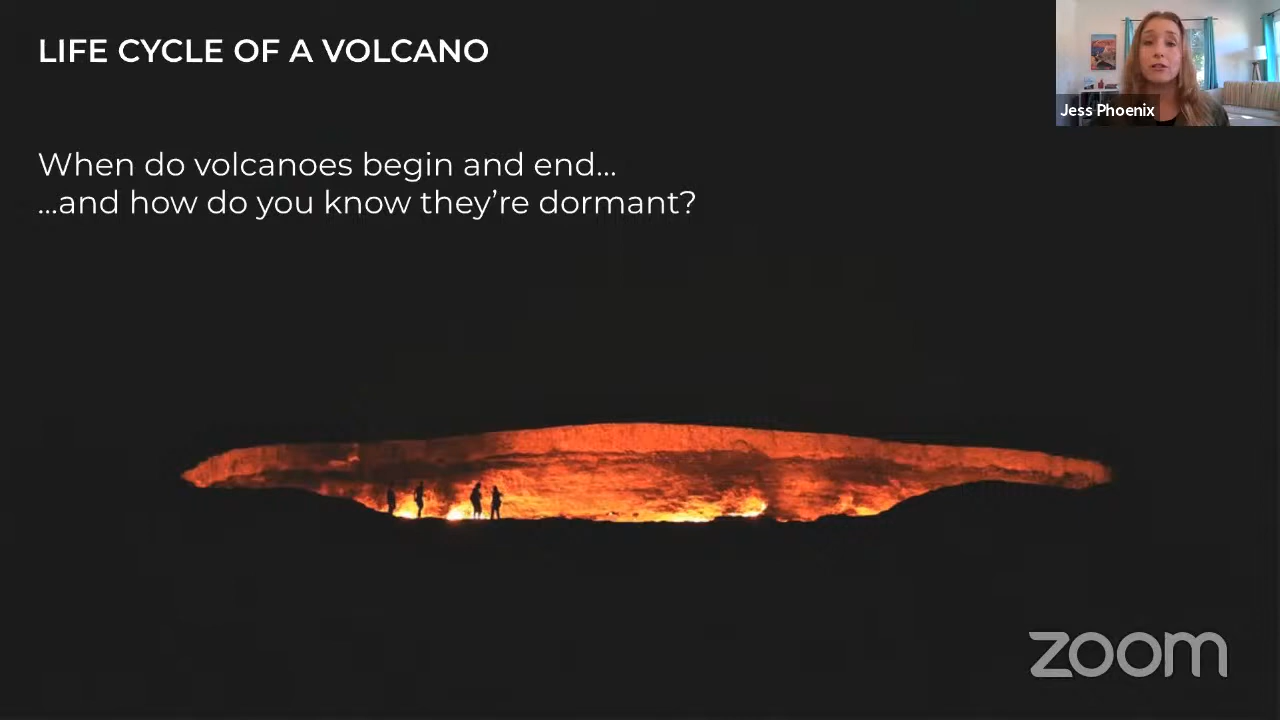 LIFE CYCLE OF A VOLCANO
Jess Phoenix
When do volcanoes begin and end...
...and how do you know they’re dormant?
zoom